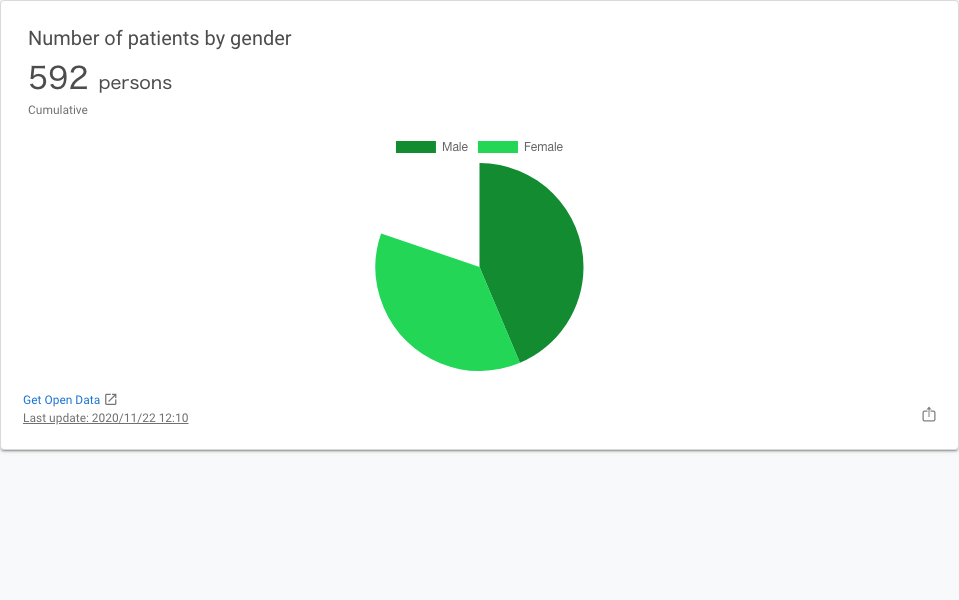 Number of patients by gender
592 persons
Cumulative
Male Female
Get Open Data
Last update: 2020/11/22 12:10